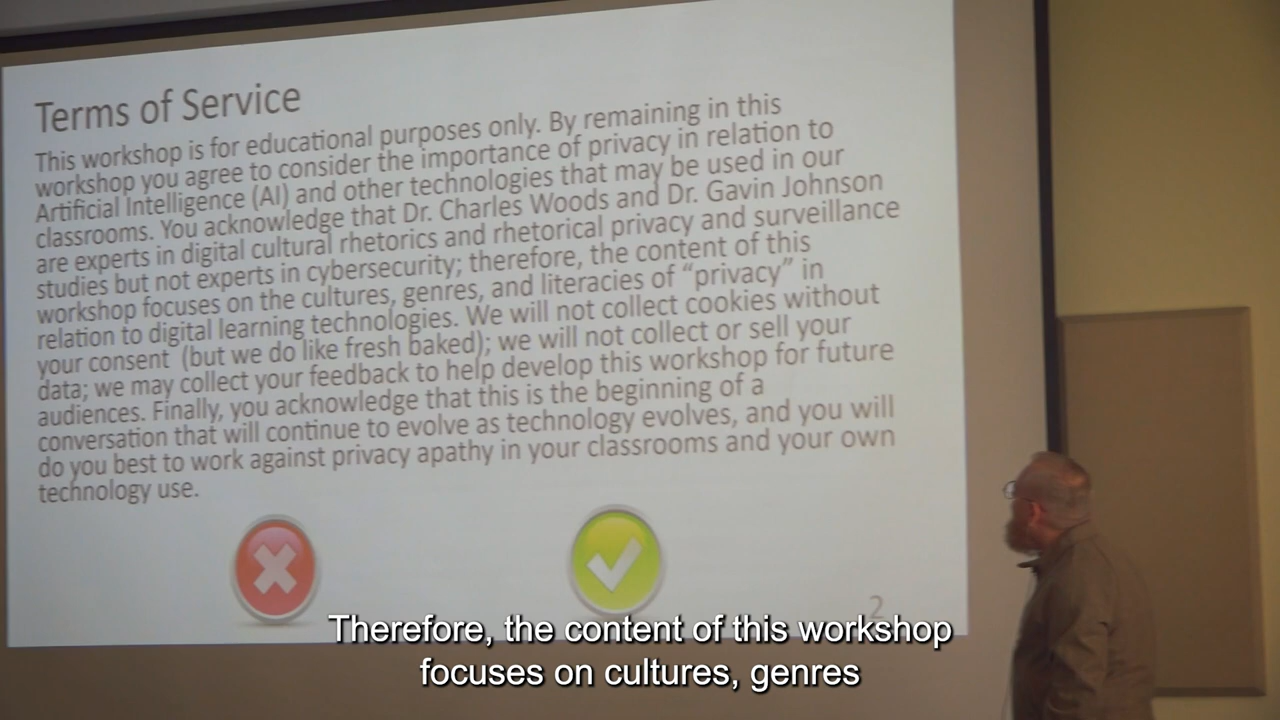 Terms of Service
This workshop is for educational purposes only. By remaining in this
workshop you agree to consider the importance of privacy in relation to
Artificial Intelligence (AI) and other technologies that may be used in our
classrooms. You acknowledge that Dr. Charles Woods and Dr. Gavin Johnson
are experts in digital cultural rhetorics and rhetorical privacy and surveillance
studies but not experts in cybersecurity; therefore, the content of this
workshop focuses on the cultures, genres, and literacies of “privacy” in
relation to digital learning technologies. We will not collect cookies without
your consent (but we do like fresh baked); we will not collect or sell your
data; we may collect your feedback to help develop this workshop for future
audiences. Finally, you acknowledge that this is the beginning of a
conversation that will continue to evolve as technology evolves, and you will
do you best to work against privacy apathy in your classrooms and your own
technology use.
2
Therefore, the content of this workshop
focuses on cultures, genres